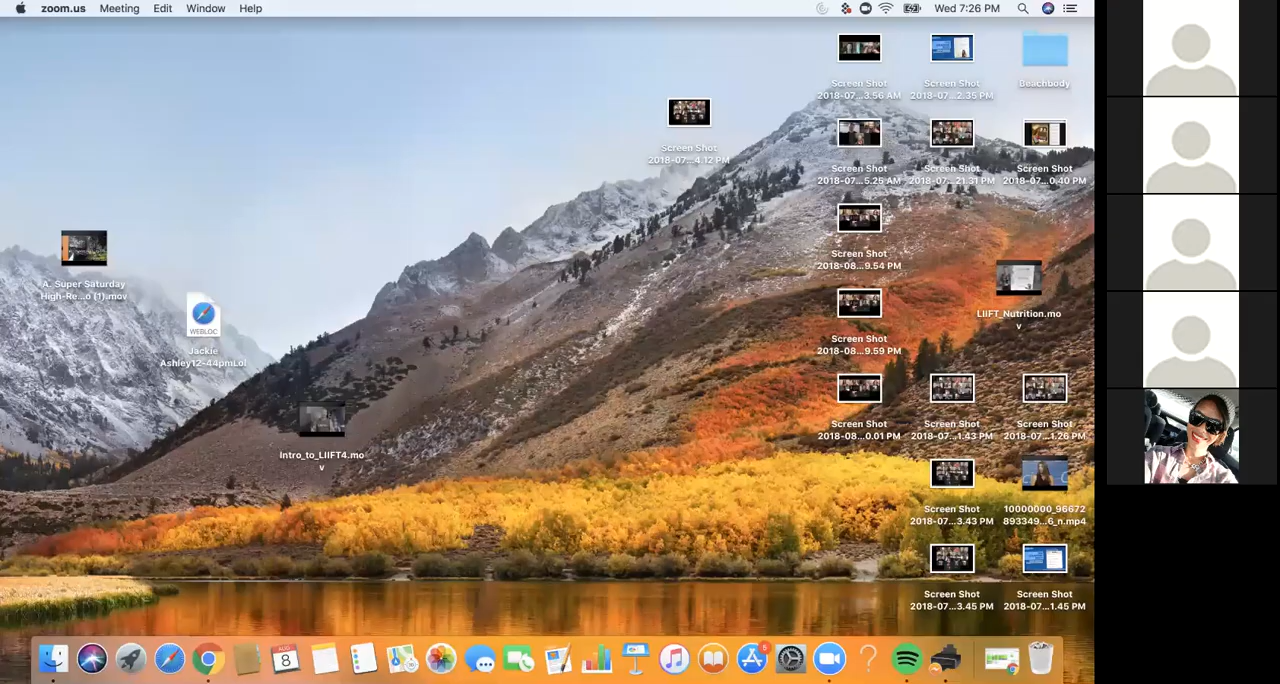 zoom.us Meeting Edit Window Help Wed 7:26 PM
Screen Shot
2018-07...3.56 AM
Screen Shot
2018-07...2.35 PM
Beachbody
Screen Shot
2018-07...4.12 PM
Screen Shot
2018-07...5.25 AM
Screen Shot
2018-07...21.31 PM
Screen Shot
2018-07...0.40 PM
Screen Shot
2018-08...9.54 PM
A. Super Saturday
High-Re...o (1).mov
WEBLOC
Jackie
Ashley12-44pmLol
LIIFT_Nutrition.mo
v
Screen Shot
2018-08...9.59 PM
Intro_to_LIIFT4.mo
v
Screen Shot
2018-08...0.01 PM
Screen Shot
2018-07...1.43 PM
Screen Shot
2018-07...1.26 PM
Screen Shot
2018-07...3.43 PM
10000000_96672
893349...6_n.mp4
Screen Shot
2018-07...3.45 PM
Screen Shot
2018-07...1.45 PM
AUG
8
5